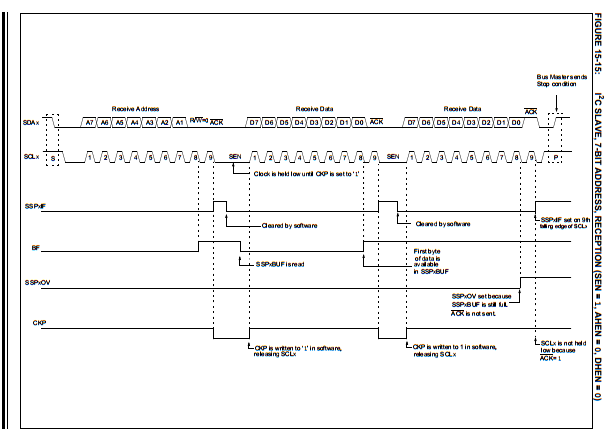 FIGURE 15-15: I²C SLAVE, 7-BIT ADDRESS, RECEPTION (SEN = 1, AHEN = 0, DHEN = 0)
Bus Master sends
Stop condition
Receive Address
Receive Data
Receive Data
SDAx
A7 A6 A5 A4 A3 A2 A1 R/W=0 ACK
D7 D6 D5 D4 D3 D2 D1 D0 ACK
D7 D6 D5 D4 D3 D2 D1 D0 ACK
SCLx
S 1 2 3 4 5 6 7 8 9 SEN 1 2 3 4 5 6 7 8 9 SEN 1 2 3 4 5 6 7 8 9 P
Clock is held low until CKP is set to '1'
SSPxIF
Cleared by software
Cleared by software
SSPxIF set on 9th
falling edge of SCLx
BF
SSPxBUF is read
First byte
of data is
available
in SSPxBUF
SSPxOV
SSPxOV set because
SSPxBUF is still full.
ACK is not sent.
CKP
CKP is written to '1' in software,
releasing SCLx
CKP is written to 1 in software,
releasing SCLx
SCLx is not held
low because
ACK= 1